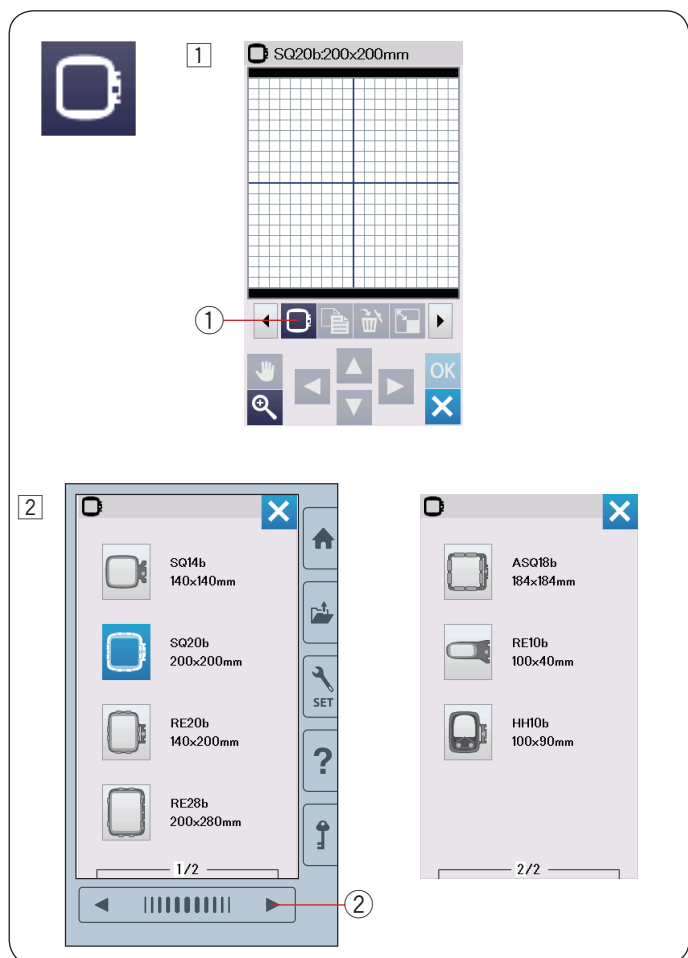 1
SQ20b:200x200mm
1
OK
2
SQ14b
140x140mm
SQ20b
200x200mm
RE20b
140x200mm
RE28b
200x280mm
1/2
SET
?
2
ASQ18b
184x184mm
RE10b
100x40mm
HH10b
100x90mm
2/2